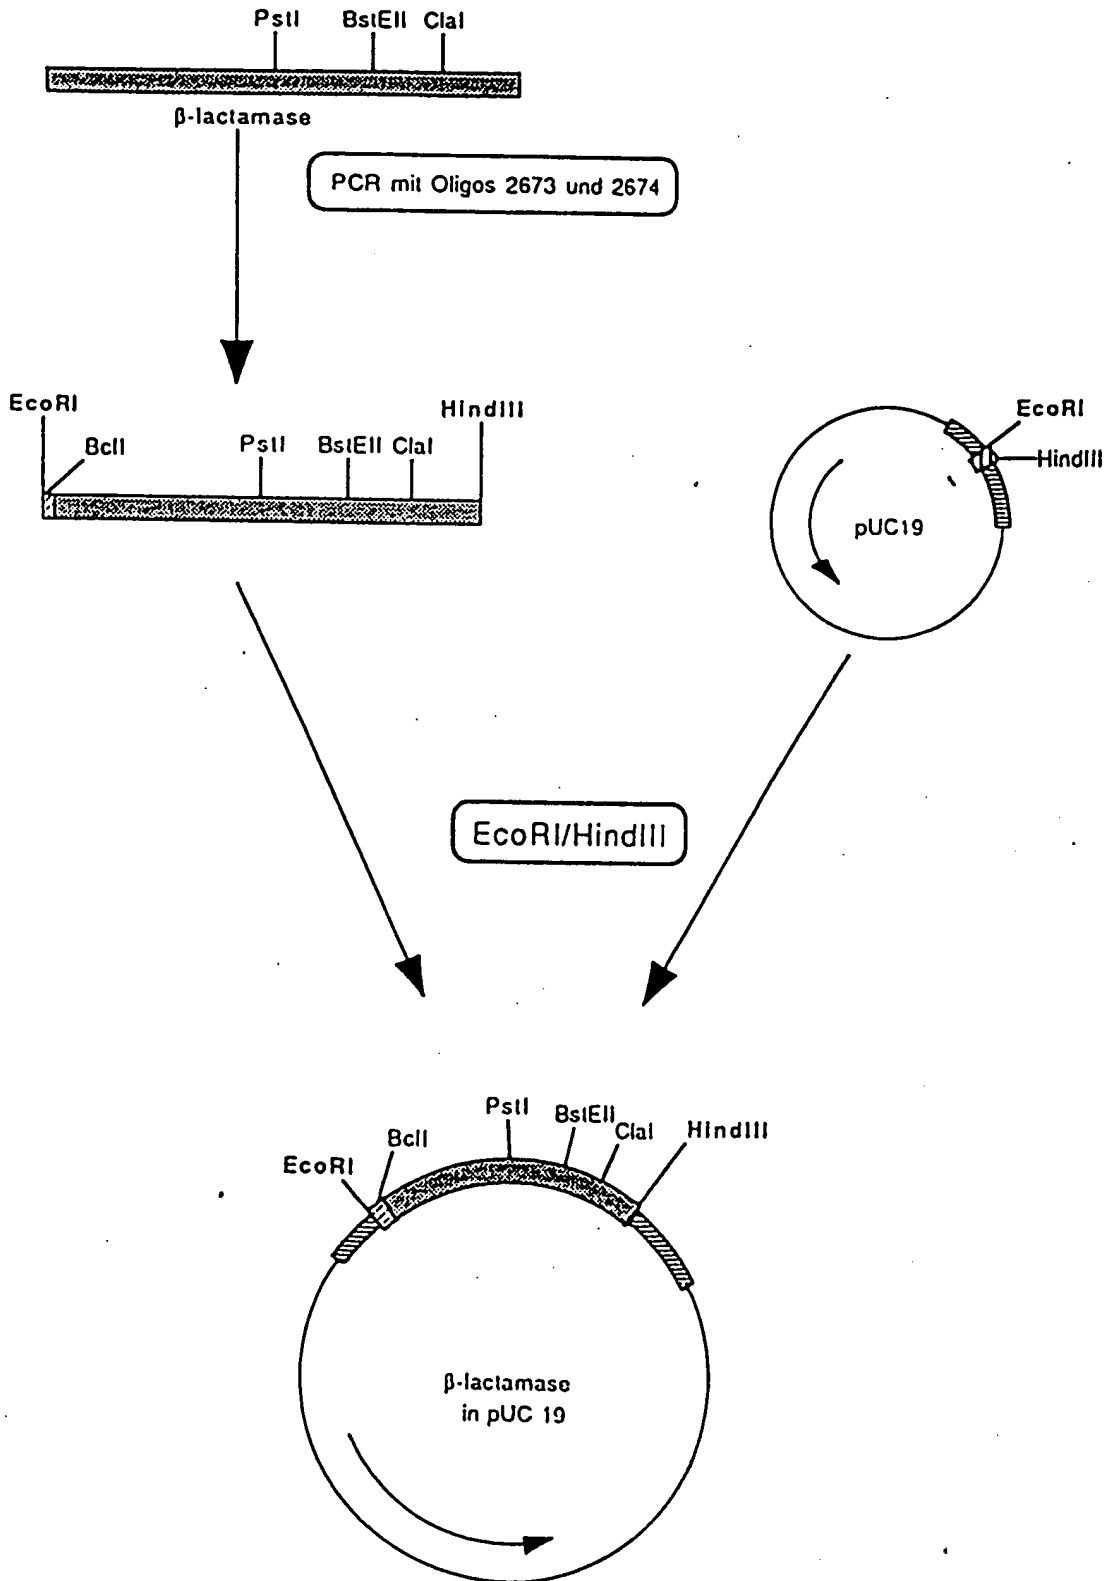 PstI BstEII ClaI
β-lactamase
PCR mit Oligos 2673 und 2674
EcoRI HindIII
BclI PstI BstEII ClaI
EcoRI
HindIII
pUC19
EcoRI/HindIII
PstI BstEII ClaI HindIII
BclI
EcoRI
β-lactamase
in pUC 19